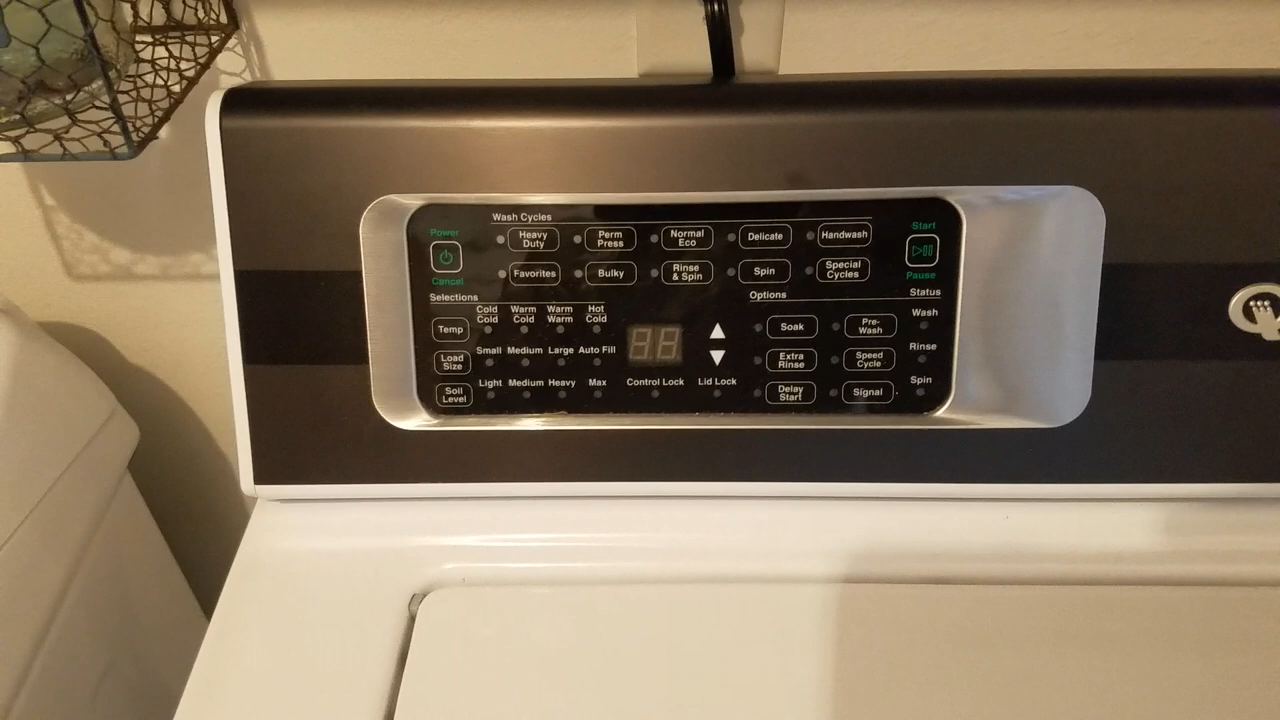 Wash Cycles
Power
Cancel
Heavy
Duty
Perm
Press
Normal
Eco
Delicate
Handwash
Favorites
Bulky
Rinse
& Spin
Spin
Special
Cycles
Start
Pause
Selections
Cold
Cold
Warm
Cold
Warm
Warm
Hot
Cold
Temp
Small Medium Large Auto Fill
Load
Size
Light Medium Heavy Max
Soil
Level
88
Control Lock
Lid Lock
Options
Soak
Pre-
Wash
Extra
Rinse
Speed
Cycle
Delay
Start
Signal
Status
Wash
Rinse
Spin